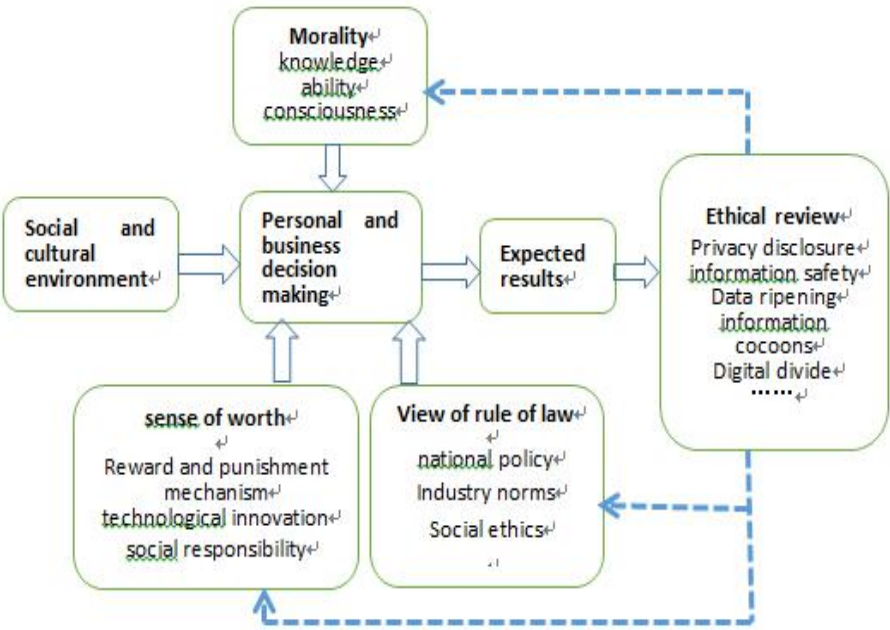 Morality
knowledge
ability
consciousness
Social and
cultural
environment
Personal and
business
decision
making
Expected
results
Ethical review
Privacy disclosure
information safety
Data ripening
information
cocoons
Digital divide
······
sense of worth
Reward and punishment
mechanism
technological innovation
social responsibility
View of rule of law
national policy
Industry norms
Social ethics